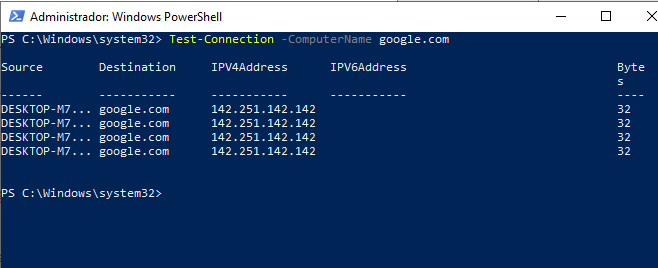 Administrador: Windows PowerShell
PS C:\Windows\system32> Test-Connection -ComputerName google.com
Source Destination IPV4Address IPV6Address Byte
s
------ ----------- ----------- ----------- ----
DESKTOP-M7... google.com 142.251.142.142 32
DESKTOP-M7... google.com 142.251.142.142 32
DESKTOP-M7... google.com 142.251.142.142 32
DESKTOP-M7... google.com 142.251.142.142 32
PS C:\Windows\system32>